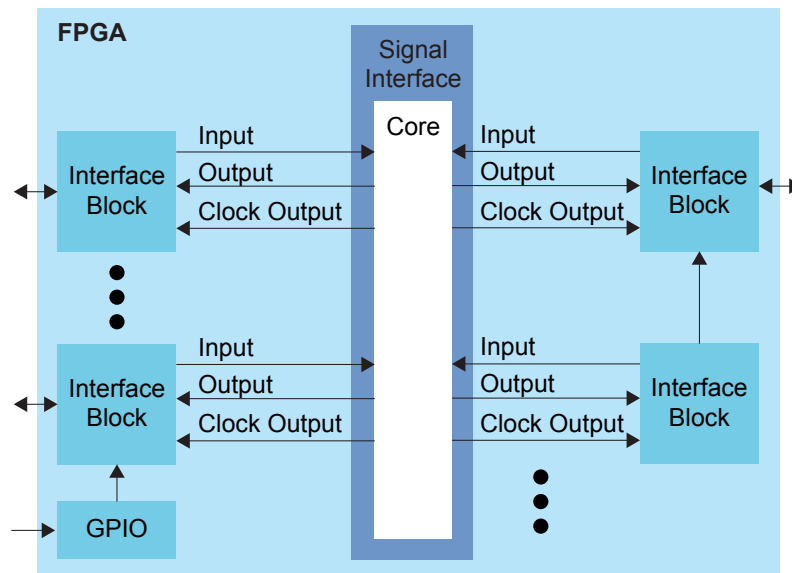 FPGA
Signal
Interface
Core
Input
Output
Clock Output
Interface
Block
Input
Output
Clock Output
Interface
Block
Input
Output
Clock Output
Interface
Block
Input
Output
Clock Output
Interface
Block
GPIO